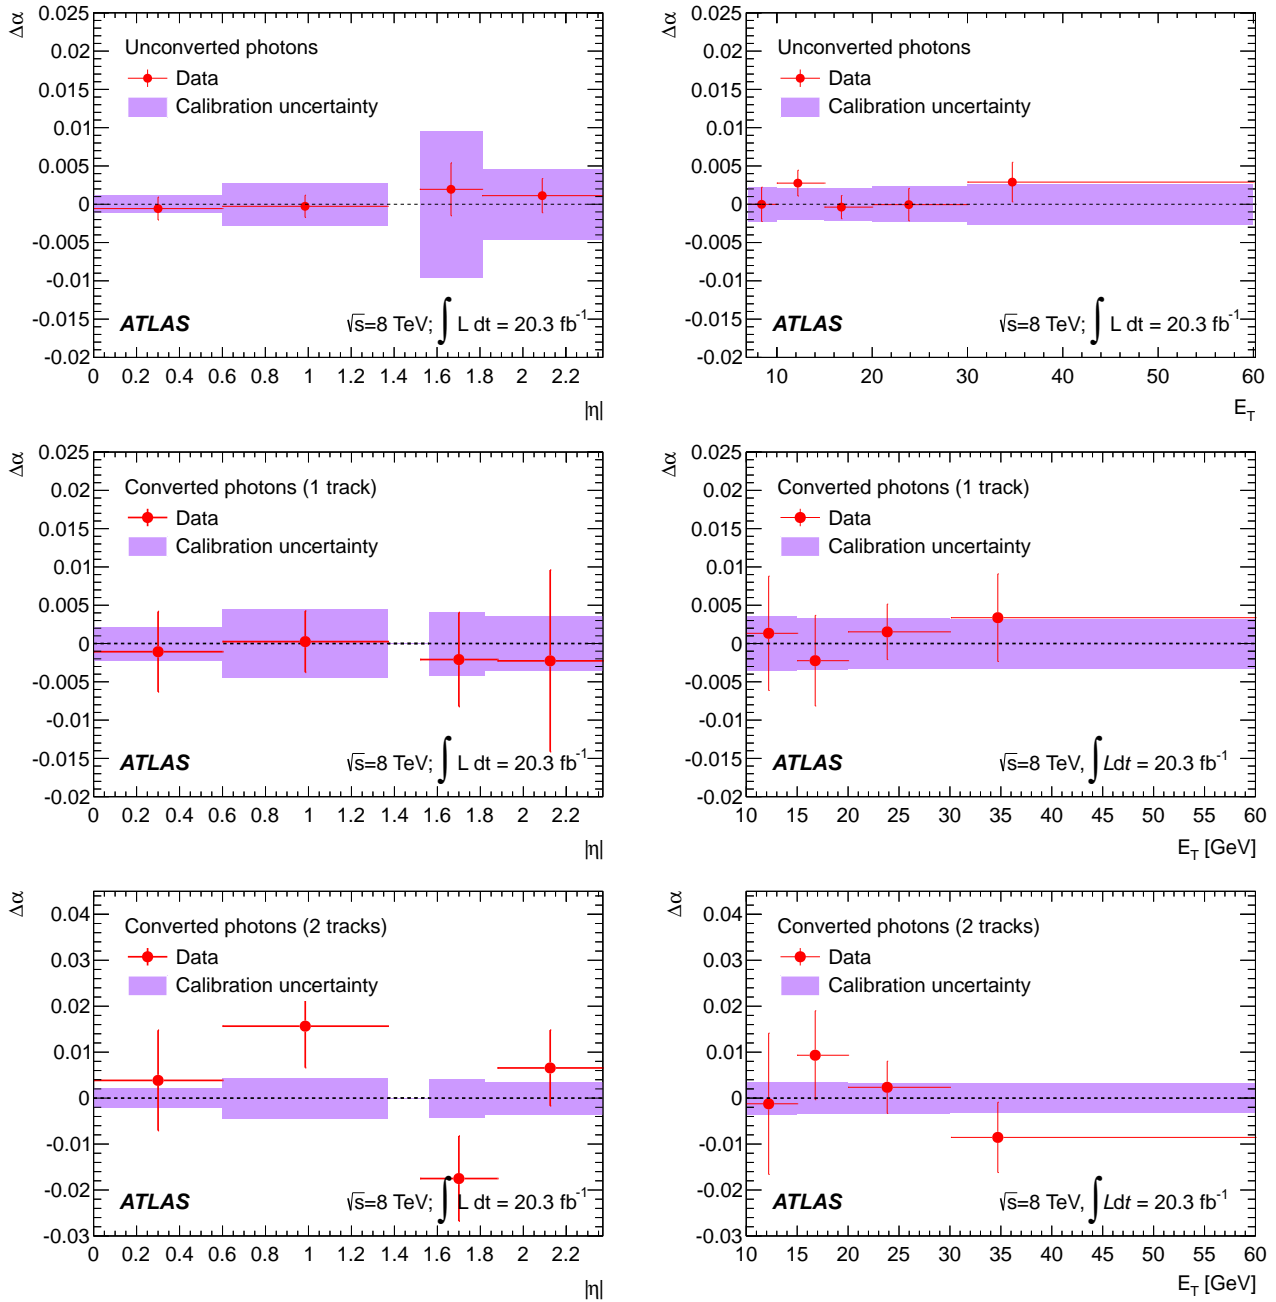 Δα
0.025
0.02
0.015
0.01
0.005
0
-0.005
-0.01
-0.015
-0.02
Unconverted photons
Data
Calibration uncertainty
ATLAS
√s=8 TeV; ∫ L dt = 20.3 fb⁻¹
0 0.2 0.4 0.6 0.8 1 1.2 1.4 1.6 1.8 2 2.2
|η|
Δα
0.025
0.02
0.015
0.01
0.005
0
-0.005
-0.01
-0.015
-0.02
Unconverted photons
Data
Calibration uncertainty
ATLAS
√s=8 TeV; ∫ L dt = 20.3 fb⁻¹
10 20 30 40 50 60
E_T
Δα
0.025
0.02
0.015
0.01
0.005
0
-0.005
-0.01
-0.015
-0.02
Converted photons (1 track)
Data
Calibration uncertainty
ATLAS
√s=8 TeV; ∫ L dt = 20.3 fb⁻¹
0 0.2 0.4 0.6 0.8 1 1.2 1.4 1.6 1.8 2 2.2
|η|
Δα
0.025
0.02
0.015
0.01
0.005
0
-0.005
-0.01
-0.015
-0.02
Converted photons (1 track)
Data
Calibration uncertainty
ATLAS
√s=8 TeV, ∫ Ldt = 20.3 fb⁻¹
10 15 20 25 30 35 40 45 50 55 60
E_T [GeV]
Δα
0.04
0.03
0.02
0.01
0
-0.01
-0.02
-0.03
Converted photons (2 tracks)
Data
Calibration uncertainty
ATLAS
√s=8 TeV; ∫ L dt = 20.3 fb⁻¹
0 0.2 0.4 0.6 0.8 1 1.2 1.4 1.6 1.8 2 2.2
|η|
Δα
0.04
0.03
0.02
0.01
0
-0.01
-0.02
-0.03
Converted photons (2 tracks)
Data
Calibration uncertainty
ATLAS
√s=8 TeV, ∫ Ldt = 20.3 fb⁻¹
10 15 20 25 30 35 40 45 50 55 60
E_T [GeV]